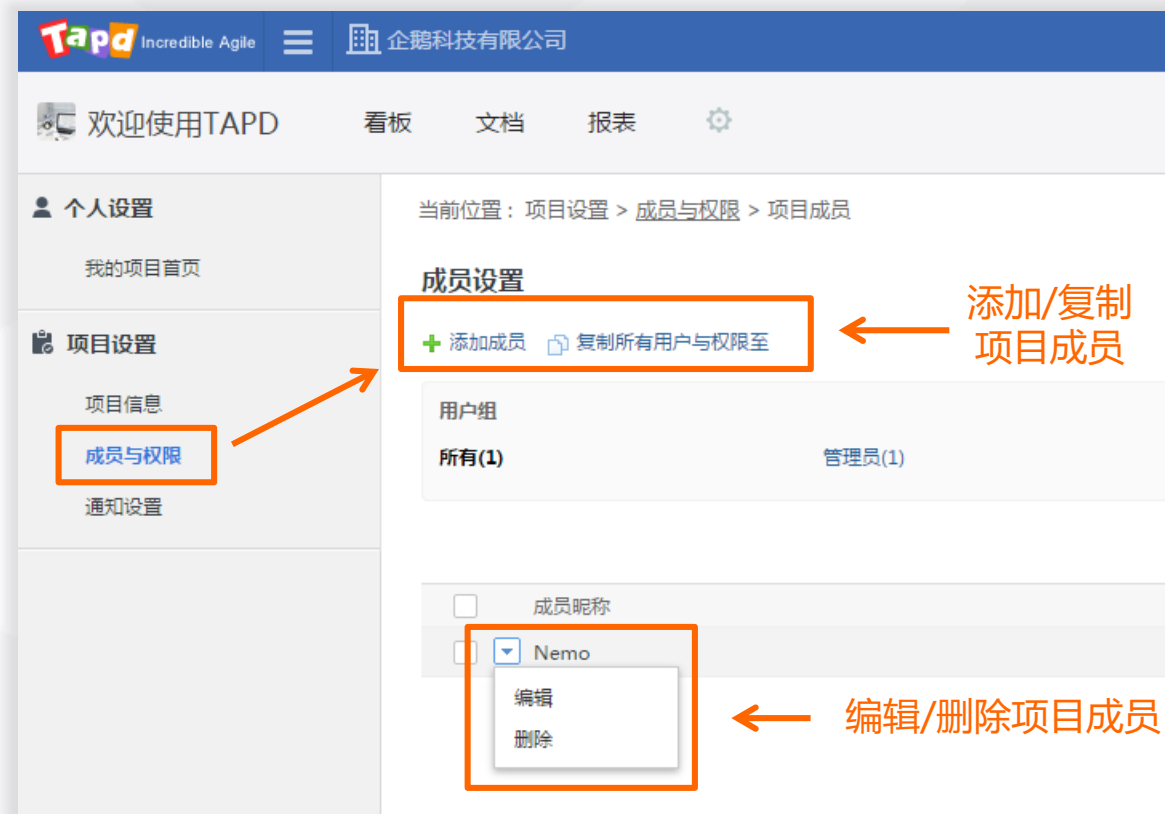 Tapd Incredible Agile 企鹅科技有限公司
欢迎使用TAPD 看板 文档 报表
个人设置
我的项目首页
项目设置
项目信息
成员与权限
通知设置
当前位置：项目设置 > 成员与权限 > 项目成员
成员设置
添加成员 复制所有用户与权限至
添加/复制
项目成员
用户组
所有(1) 管理员(1)
成员昵称
Nemo
编辑
删除
编辑/删除项目成员